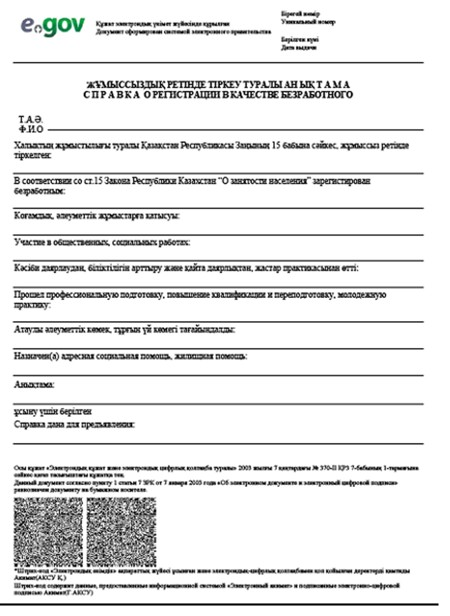 egov
Құжат электрондық үкімет жүйесінде құрылған
Документ сформирован системой электронного правительства
Бірегей нөмір
Уникальный номер
Берілген күні
Дата выдачи
ЖҰМЫССЫЗДЫҚ РЕТІНДЕ ТІРКЕУ ТУРАЛЫ АН Ы Қ Т А М А
С П Р А В К А О РЕГИСТРАЦИИ В КАЧЕСТВЕ БЕЗРАБОТНОГО
Т.А.Ә.
Ф.И.О
Халықтың жұмыстылығы туралы Қазақстан Республикасы Заңының 15 бабына сәйкес, жұмыссыз ретінде
тіркелген:
В соответствии со ст.15 Закона Республики Казахстан “О занятости населения” зарегистрирован
безработным:
Қоғамдық, әлеуметтік жұмыстарға қатысуы:
Участие в общественных, социальных работах:
Кәсіби даярлаудан, біліктілігін арттыру және қайта даярлықтан, жастар практикасынан өтті:
Прошел профессиональную подготовку, повышение квалификации и переподготовку, молодежную
практику:
Атаулы әлеуметтік көмек, тұрғын үй көмегі тағайындалды:
Назначен(а) адресная социальная помощь, жилищная помощь:
Анықтама:
ұсыну үшін берілген
Справка дана для предъявления:
Осы құжат «Электрондық құжат және электрондық цифрлық қолтаңба туралы» 2003 жылғы 7 қаңтардағы № 370-II ҚРЗ 7-бабының 1-тармағына
сәйкес қағаз тасығыштағы құжатқа тең.
Данный документ согласно пункту 1 статьи 7 ЗРК от 7 января 2003 года «Об электронном документе и электронной цифровой подписи»
равнозначен документу на бумажном носителе.
*Штрих-код «Электрондық әкімдік» ақпараттық жүйесі ұсынған және электрондық-цифрлық қолтаңбамен қол қойылған деректерді қамтиды
Акимат(АКСУ Қ.)
Штрих-код содержит данные, предоставленные информационной системой «Электронный акимат» и подписанные электронно-цифровой
подписью Акимат(Г.АКСУ)